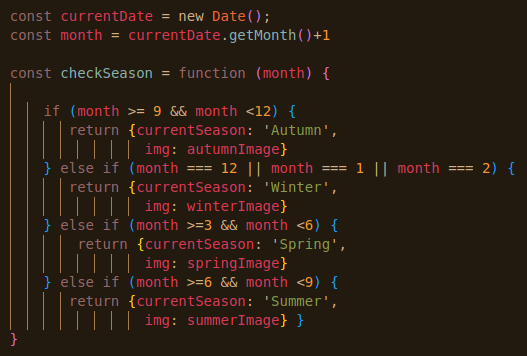 const currentDate = new Date();
const month = currentDate.getMonth()+1
const checkSeason = function (month) {
if (month >= 9 && month <12) {
return {currentSeason: 'Autumn',
img: autumnImage}
} else if (month === 12 || month === 1 || month === 2) {
return {currentSeason: 'Winter',
img: winterImage}
} else if (month >=3 && month <6) {
return {currentSeason: 'Spring',
img: springImage}
} else if (month >=6 && month <9) {
return {currentSeason: 'Summer',
img: summerImage} }
}